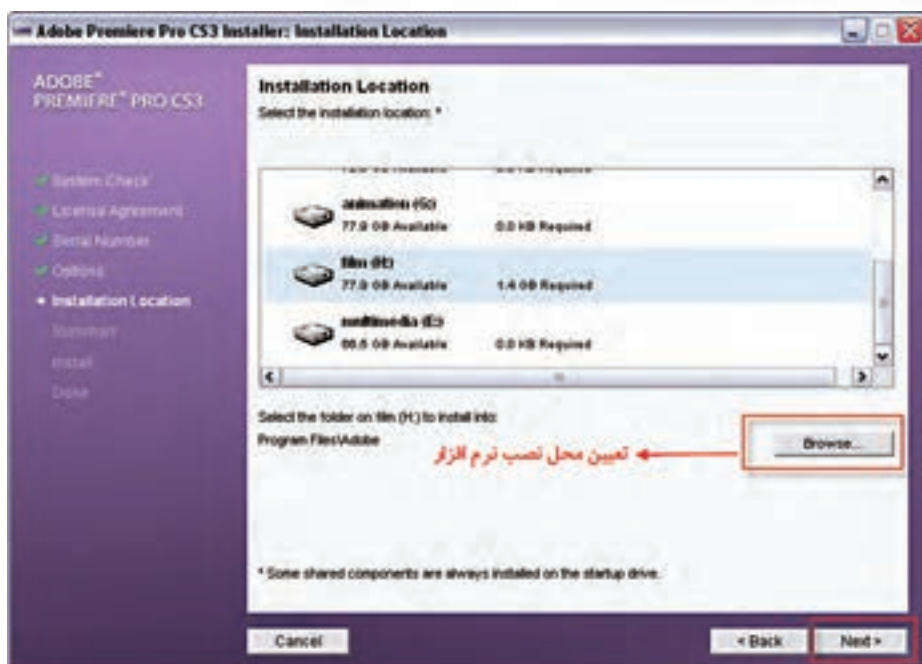 Adobe Premiere Pro CS3 Installer: Installation Location
ADOBE®
PREMIERE® PRO CS3
System Check
License Agreement
Serial Number
Options
Installation Location
Summary
Install
Done
Installation Location
Select the installation location: *
animation (G:)
77.9 GB Available 0.0 KB Required
film (H:)
77.9 GB Available 1.4 GB Required
multimedia (E:)
66.5 GB Available 0.0 KB Required
Select the folder on film (H:) to install into:
Program Files\Adobe
Browse...
تعیین محل نصب نرم افزار
* Some shared components are always installed on the startup drive.
Cancel
< Back
Next >